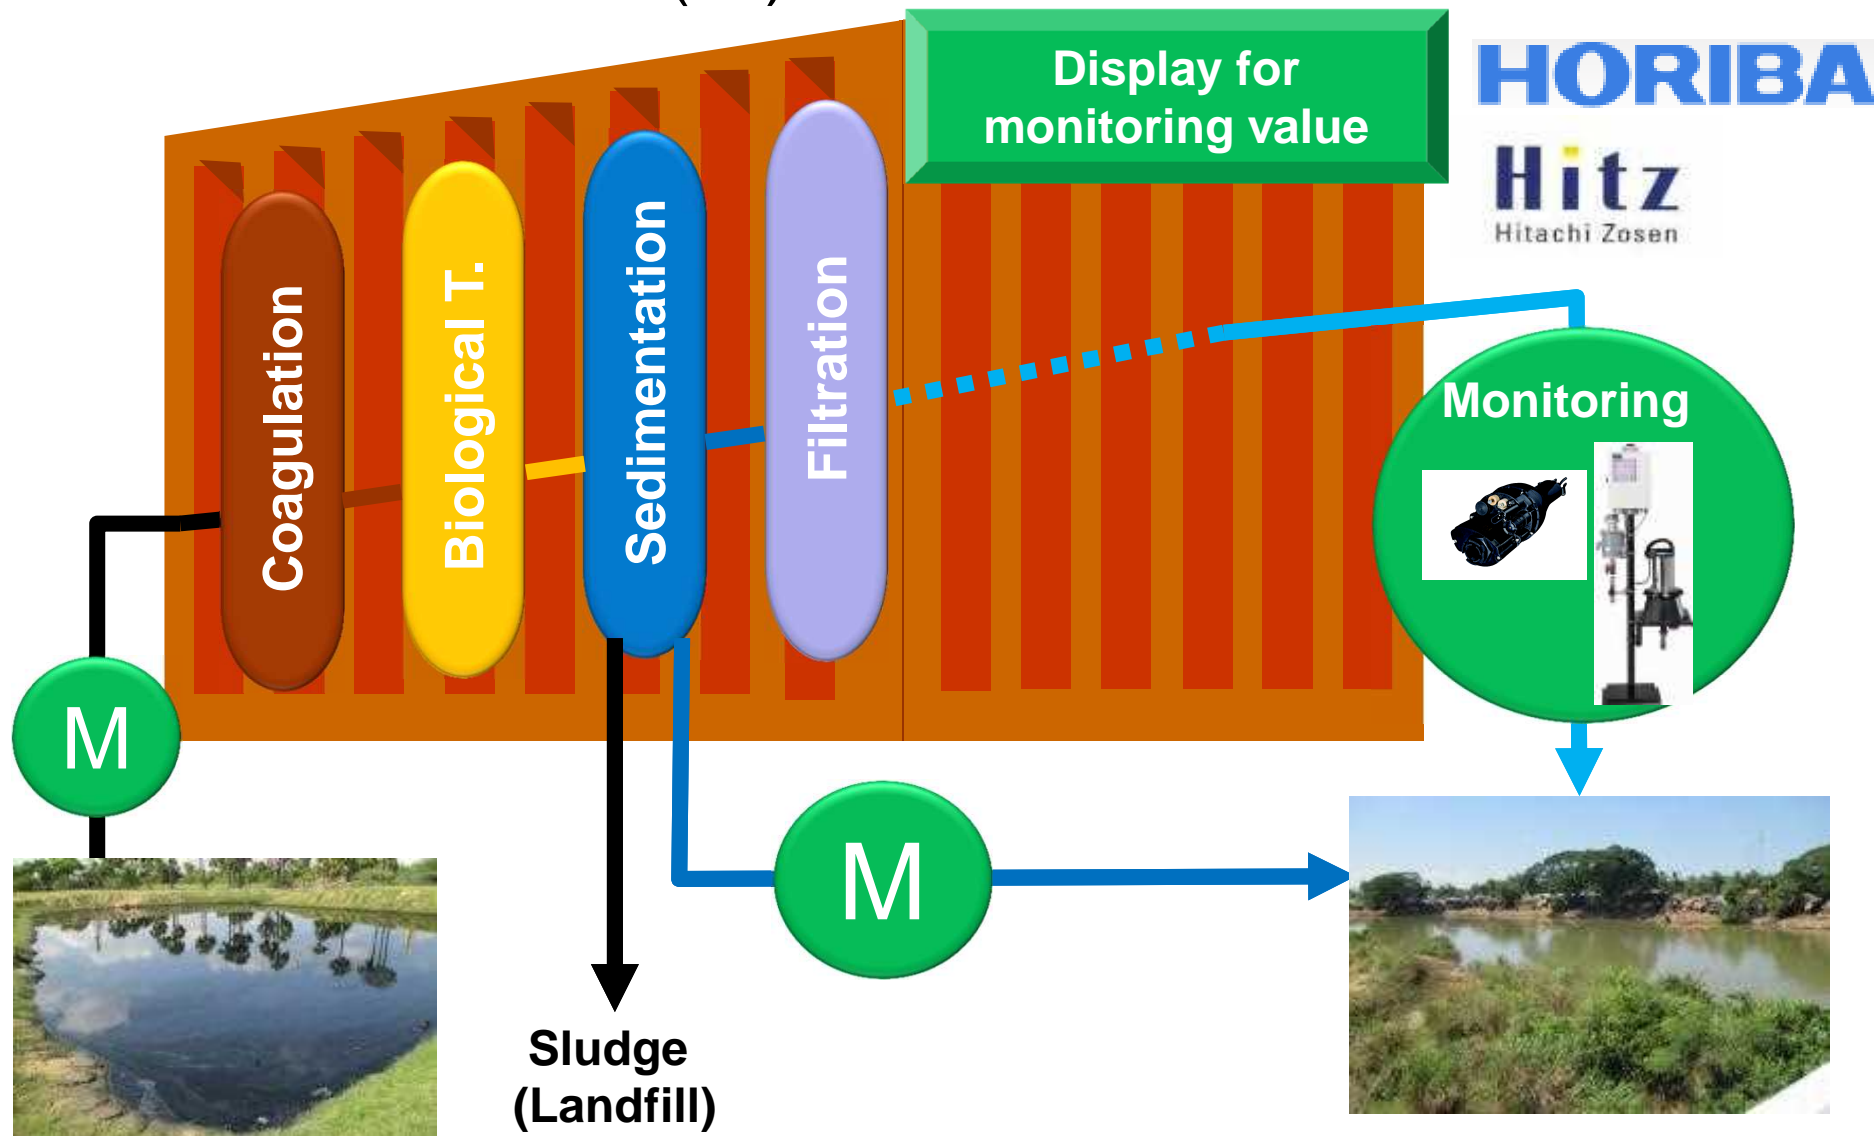 Display for
monitoring value
HORIBA
Hitz
Hitachi Zosen
Coagulation
Biological T.
Sedimentation
Filtration
Monitoring
M
M
Sludge
(Landfill)